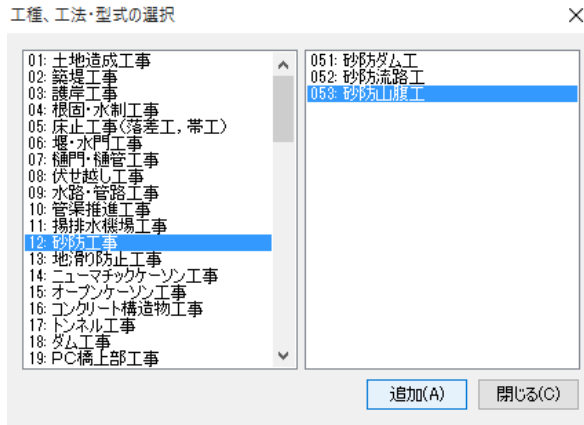 工種、工法・型式の選択
01: 土地造成工事
02: 築堤工事
03: 護岸工事
04: 根固・水制工事
05: 床止工事(落差工, 帯工)
06: 堰・水門工事
07: 樋門・樋管工事
08: 伏せ越し工事
09: 水路・管路工事
10: 管渠推進工事
11: 揚排水機場工事
12: 砂防工事
13: 地滑り防止工事
14: ニューマチックケーソン工事
15: オープンケーソン工事
16: コンクリート構造物工事
17: トンネル工事
18: ダム工事
19: PC橋上部工事
051: 砂防ダム工
052: 砂防流路工
053: 砂防山腹工
追加(A)
閉じる(C)